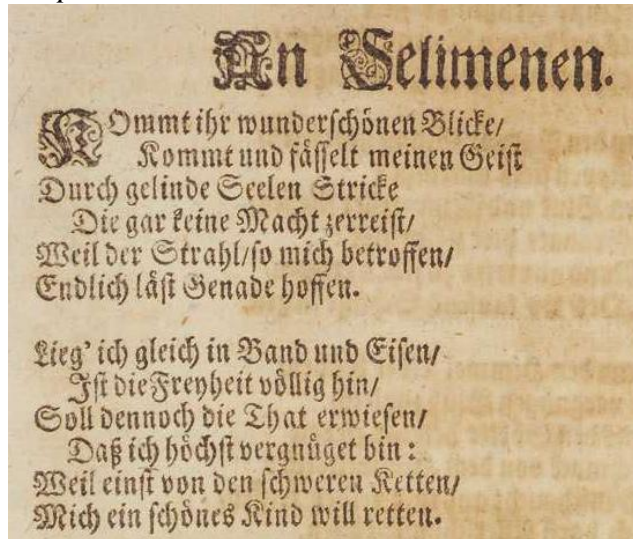 An Selimenen.
KOmmt ihr wunderschönen Blicke/
Kommt und fässelt meinen Geist
Durch gelinde Seelen Stricke
Die gar keine Macht zerreist/
Weil der Strahl/so mich betroffen/
Endlich läst Genade hoffen.
Lieg' ich gleich in Band und Eisen/
Ist die Freyheit völlig hin/
Soll dennoch die That erwiesen/
Daß ich höchst vergnüget bin:
Weil einst von den schweren Ketten/
Mich ein schönes Kind will retten.